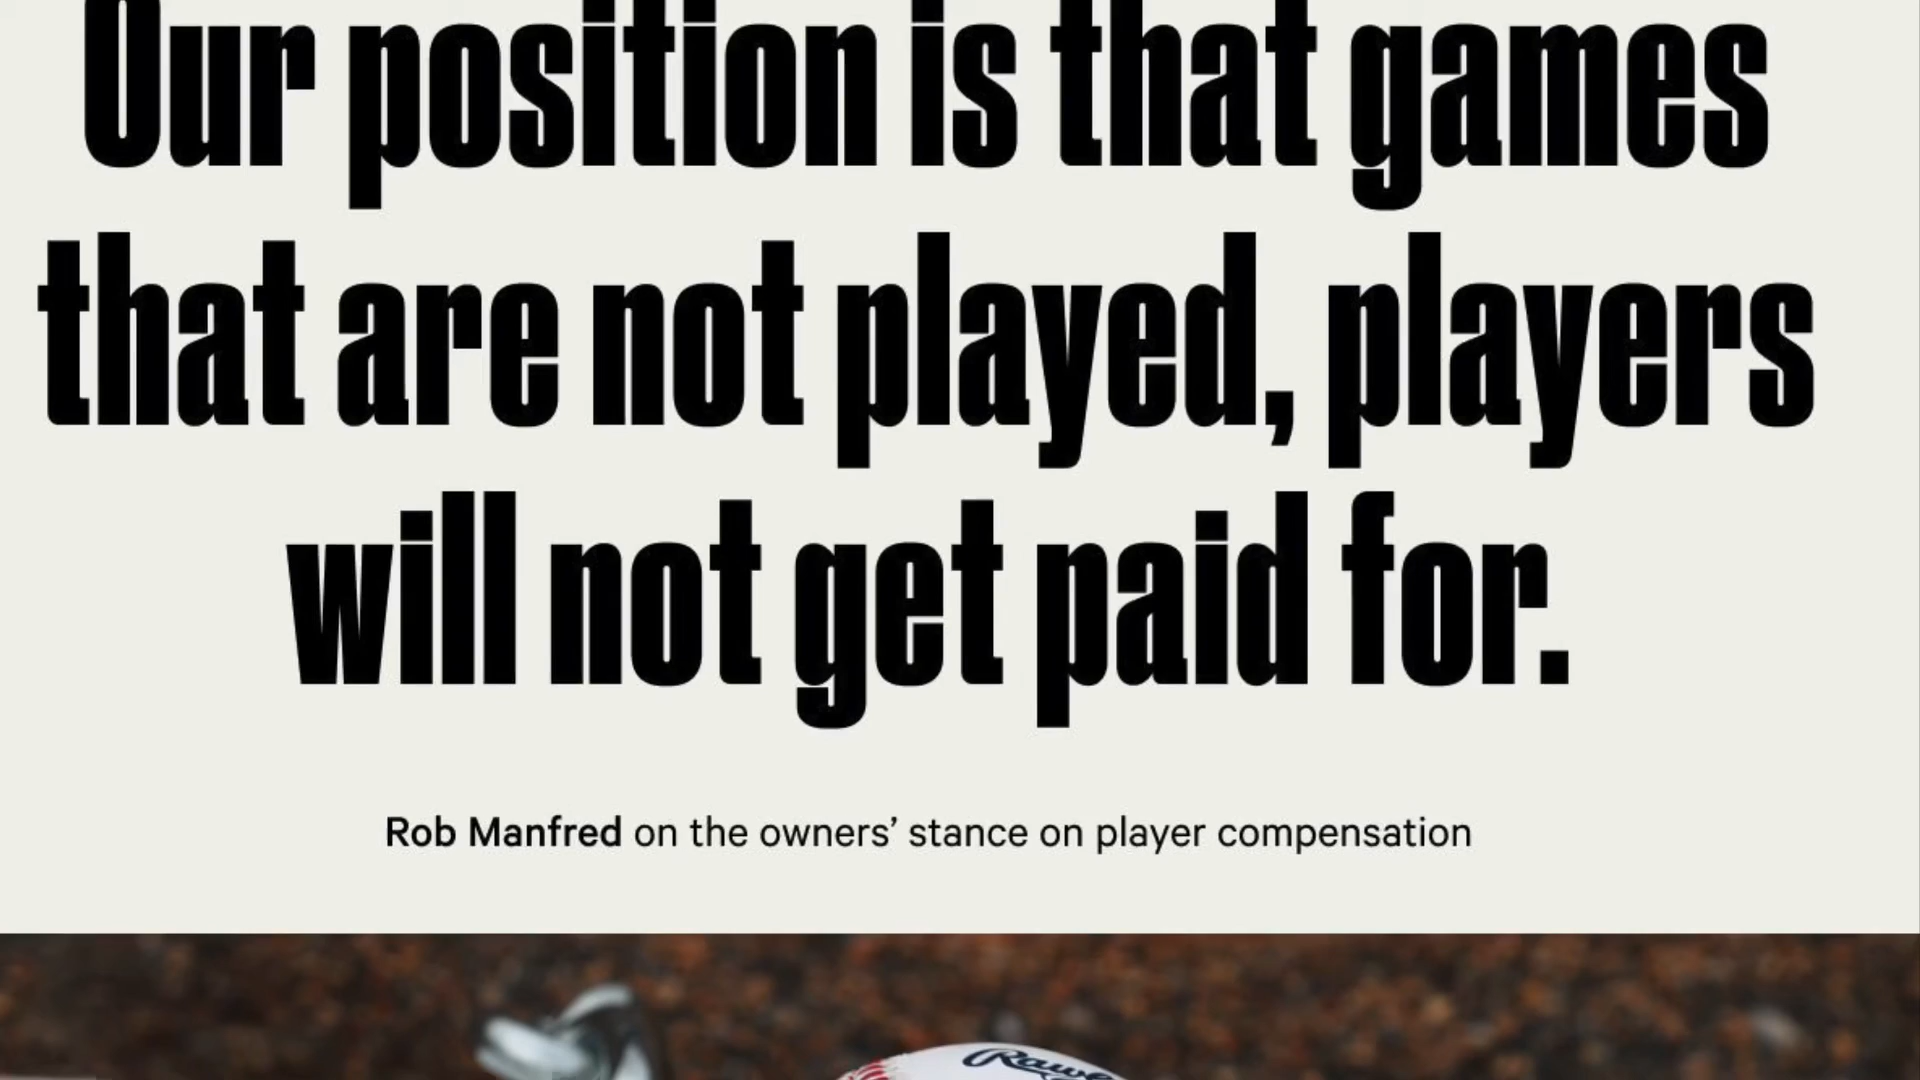 Our position is that games
that are not played, players
will not get paid for.
Rob Manfred on the owners’ stance on player compensation